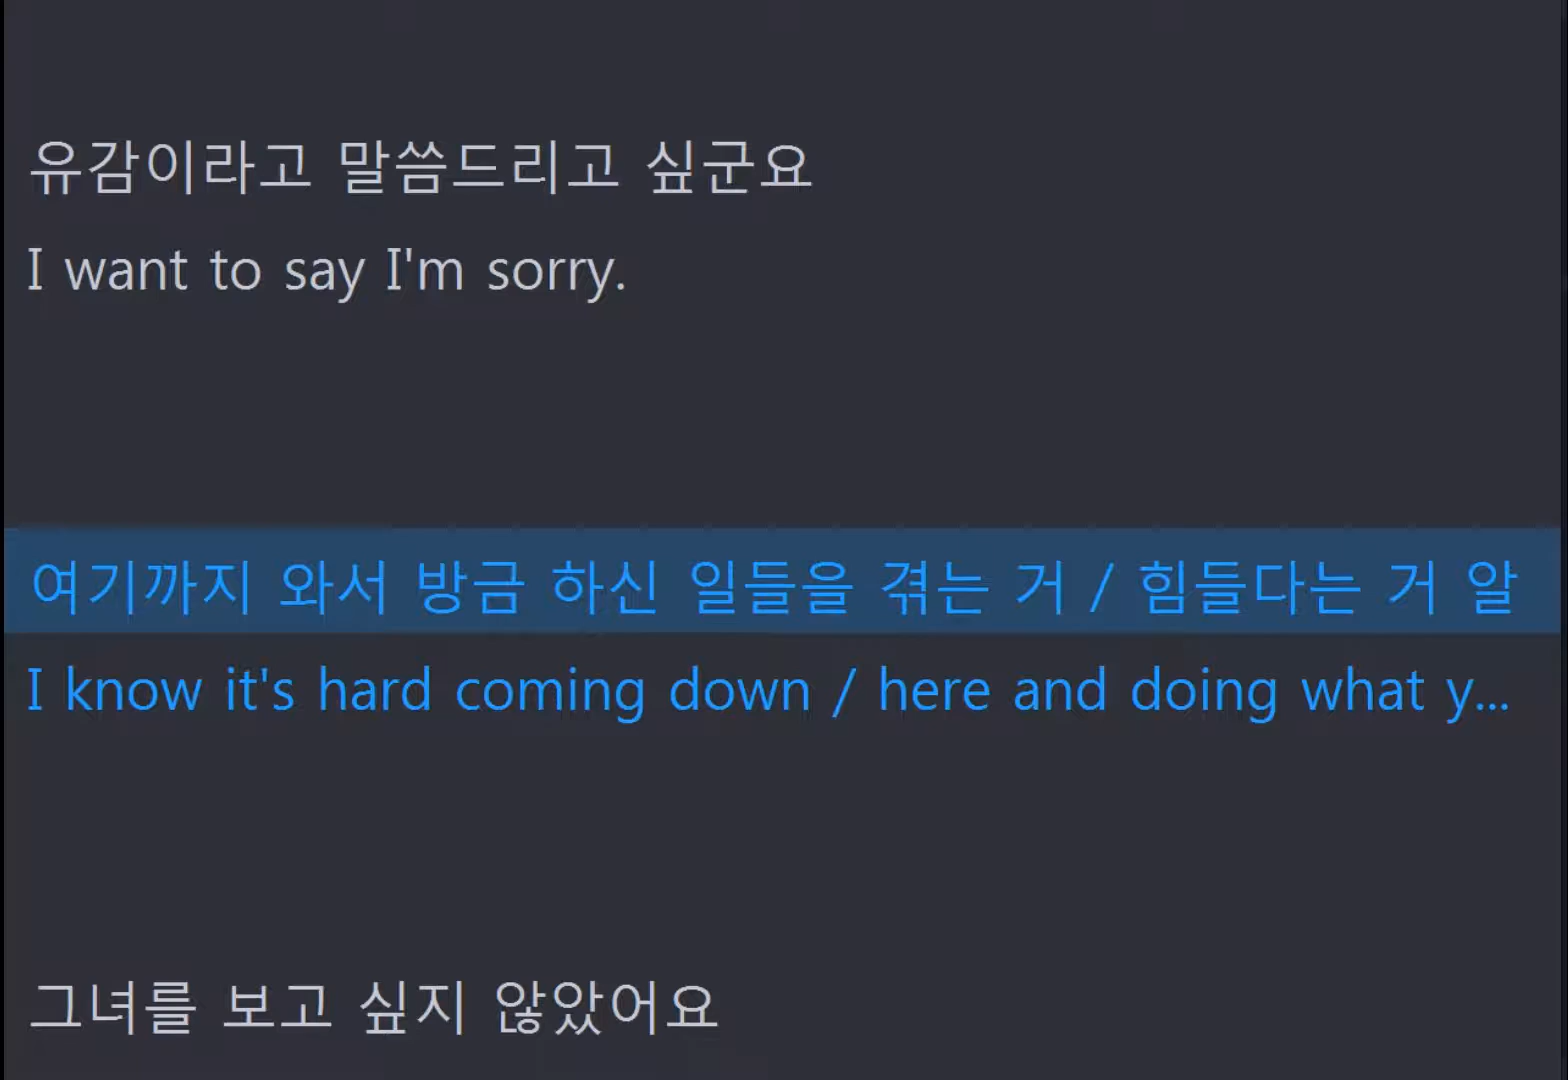 유감이라고 말씀드리고 싶군요
I want to say I'm sorry.
여기까지 와서 방금 하신 일들을 겪는 거 / 힘들다는 거 알
I know it's hard coming down / here and doing what y...
그녀를 보고 싶지 않았어요